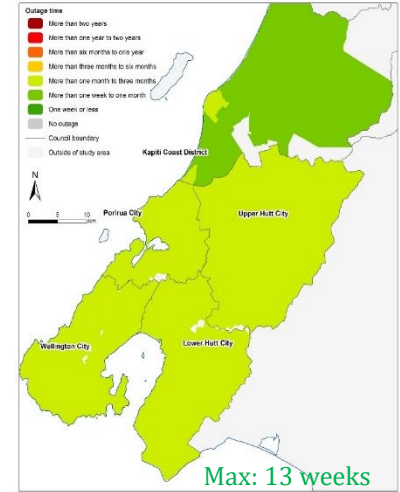 Outage time
More than two years
More than one year to two years
More than six months to one year
More than three months to six months
More than one month to three months
More than one week to one month
One week or less
No outage
Council boundary
Outside of study area
N
0 5 10
km
Kapiti Coast District
Porirua City
Upper Hutt City
Wellington City
Lower Hutt City
Max: 13 weeks